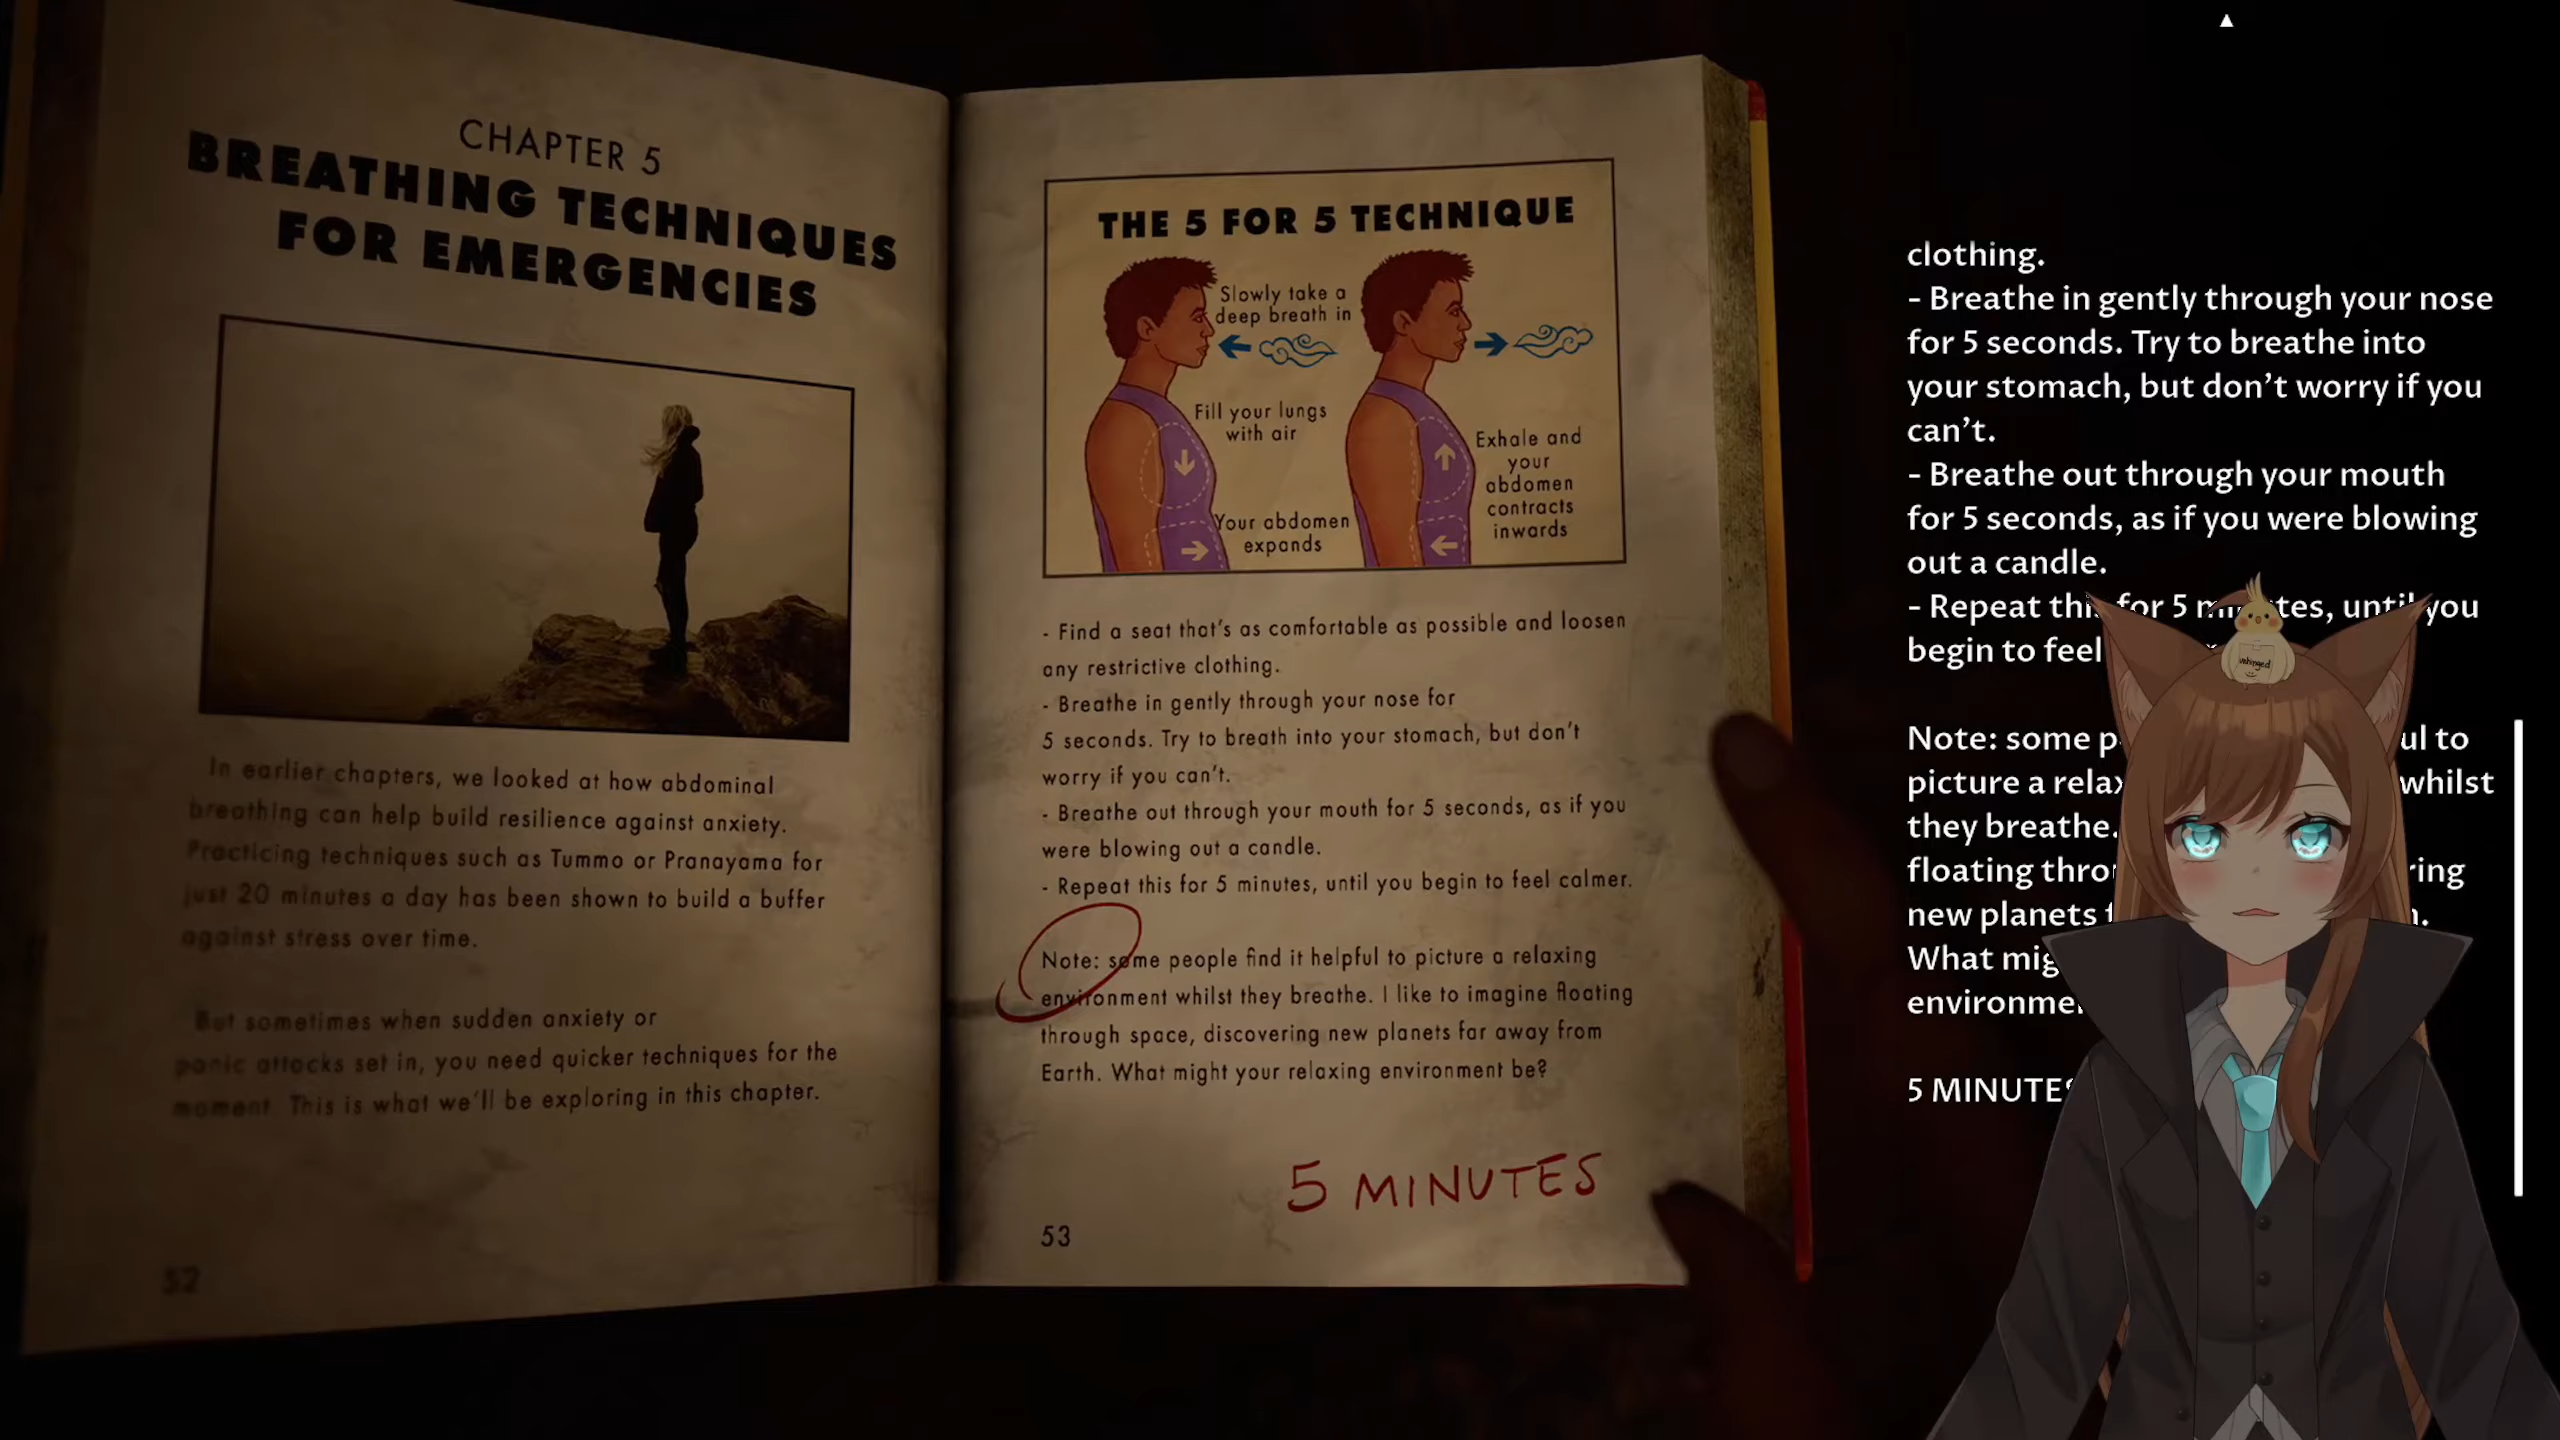 CHAPTER 5
BREATHING TECHNIQUES
FOR EMERGENCIES
In earlier chapters, we looked at how abdominal
breathing can help build resilience against anxiety.
Practicing techniques such as Tummo or Pranayama for
just 20 minutes a day has been shown to build a buffer
against stress over time.
But sometimes when sudden anxiety or
panic attacks set in, you need quicker techniques for the
moment. This is what we'll be exploring in this chapter.
52
THE 5 FOR 5 TECHNIQUE
Slowly take a
deep breath in
Fill your lungs
with air
Your abdomen
expands
Exhale and
your
abdomen
contracts
inwards
- Find a seat that's as comfortable as possible and loosen
any restrictive clothing.
- Breathe in gently through your nose for
5 seconds. Try to breath into your stomach, but don't
worry if you can't.
- Breathe out through your mouth for 5 seconds, as if you
were blowing out a candle.
- Repeat this for 5 minutes, until you begin to feel calmer.
Note: some people find it helpful to picture a relaxing
environment whilst they breathe. I like to imagine floating
through space, discovering new planets far away from
Earth. What might your relaxing environment be?
5 MINUTES
53
clothing.
- Breathe in gently through your nose
for 5 seconds. Try to breathe into
your stomach, but don't worry if you
can't.
- Breathe out through your mouth
for 5 seconds, as if you were blowing
out a candle.
- Repeat this for 5 minutes, until you
begin to feel
Note: some
picture a whilst
they breathe.
floating
new planets
What
5 MINUTES
unhinged